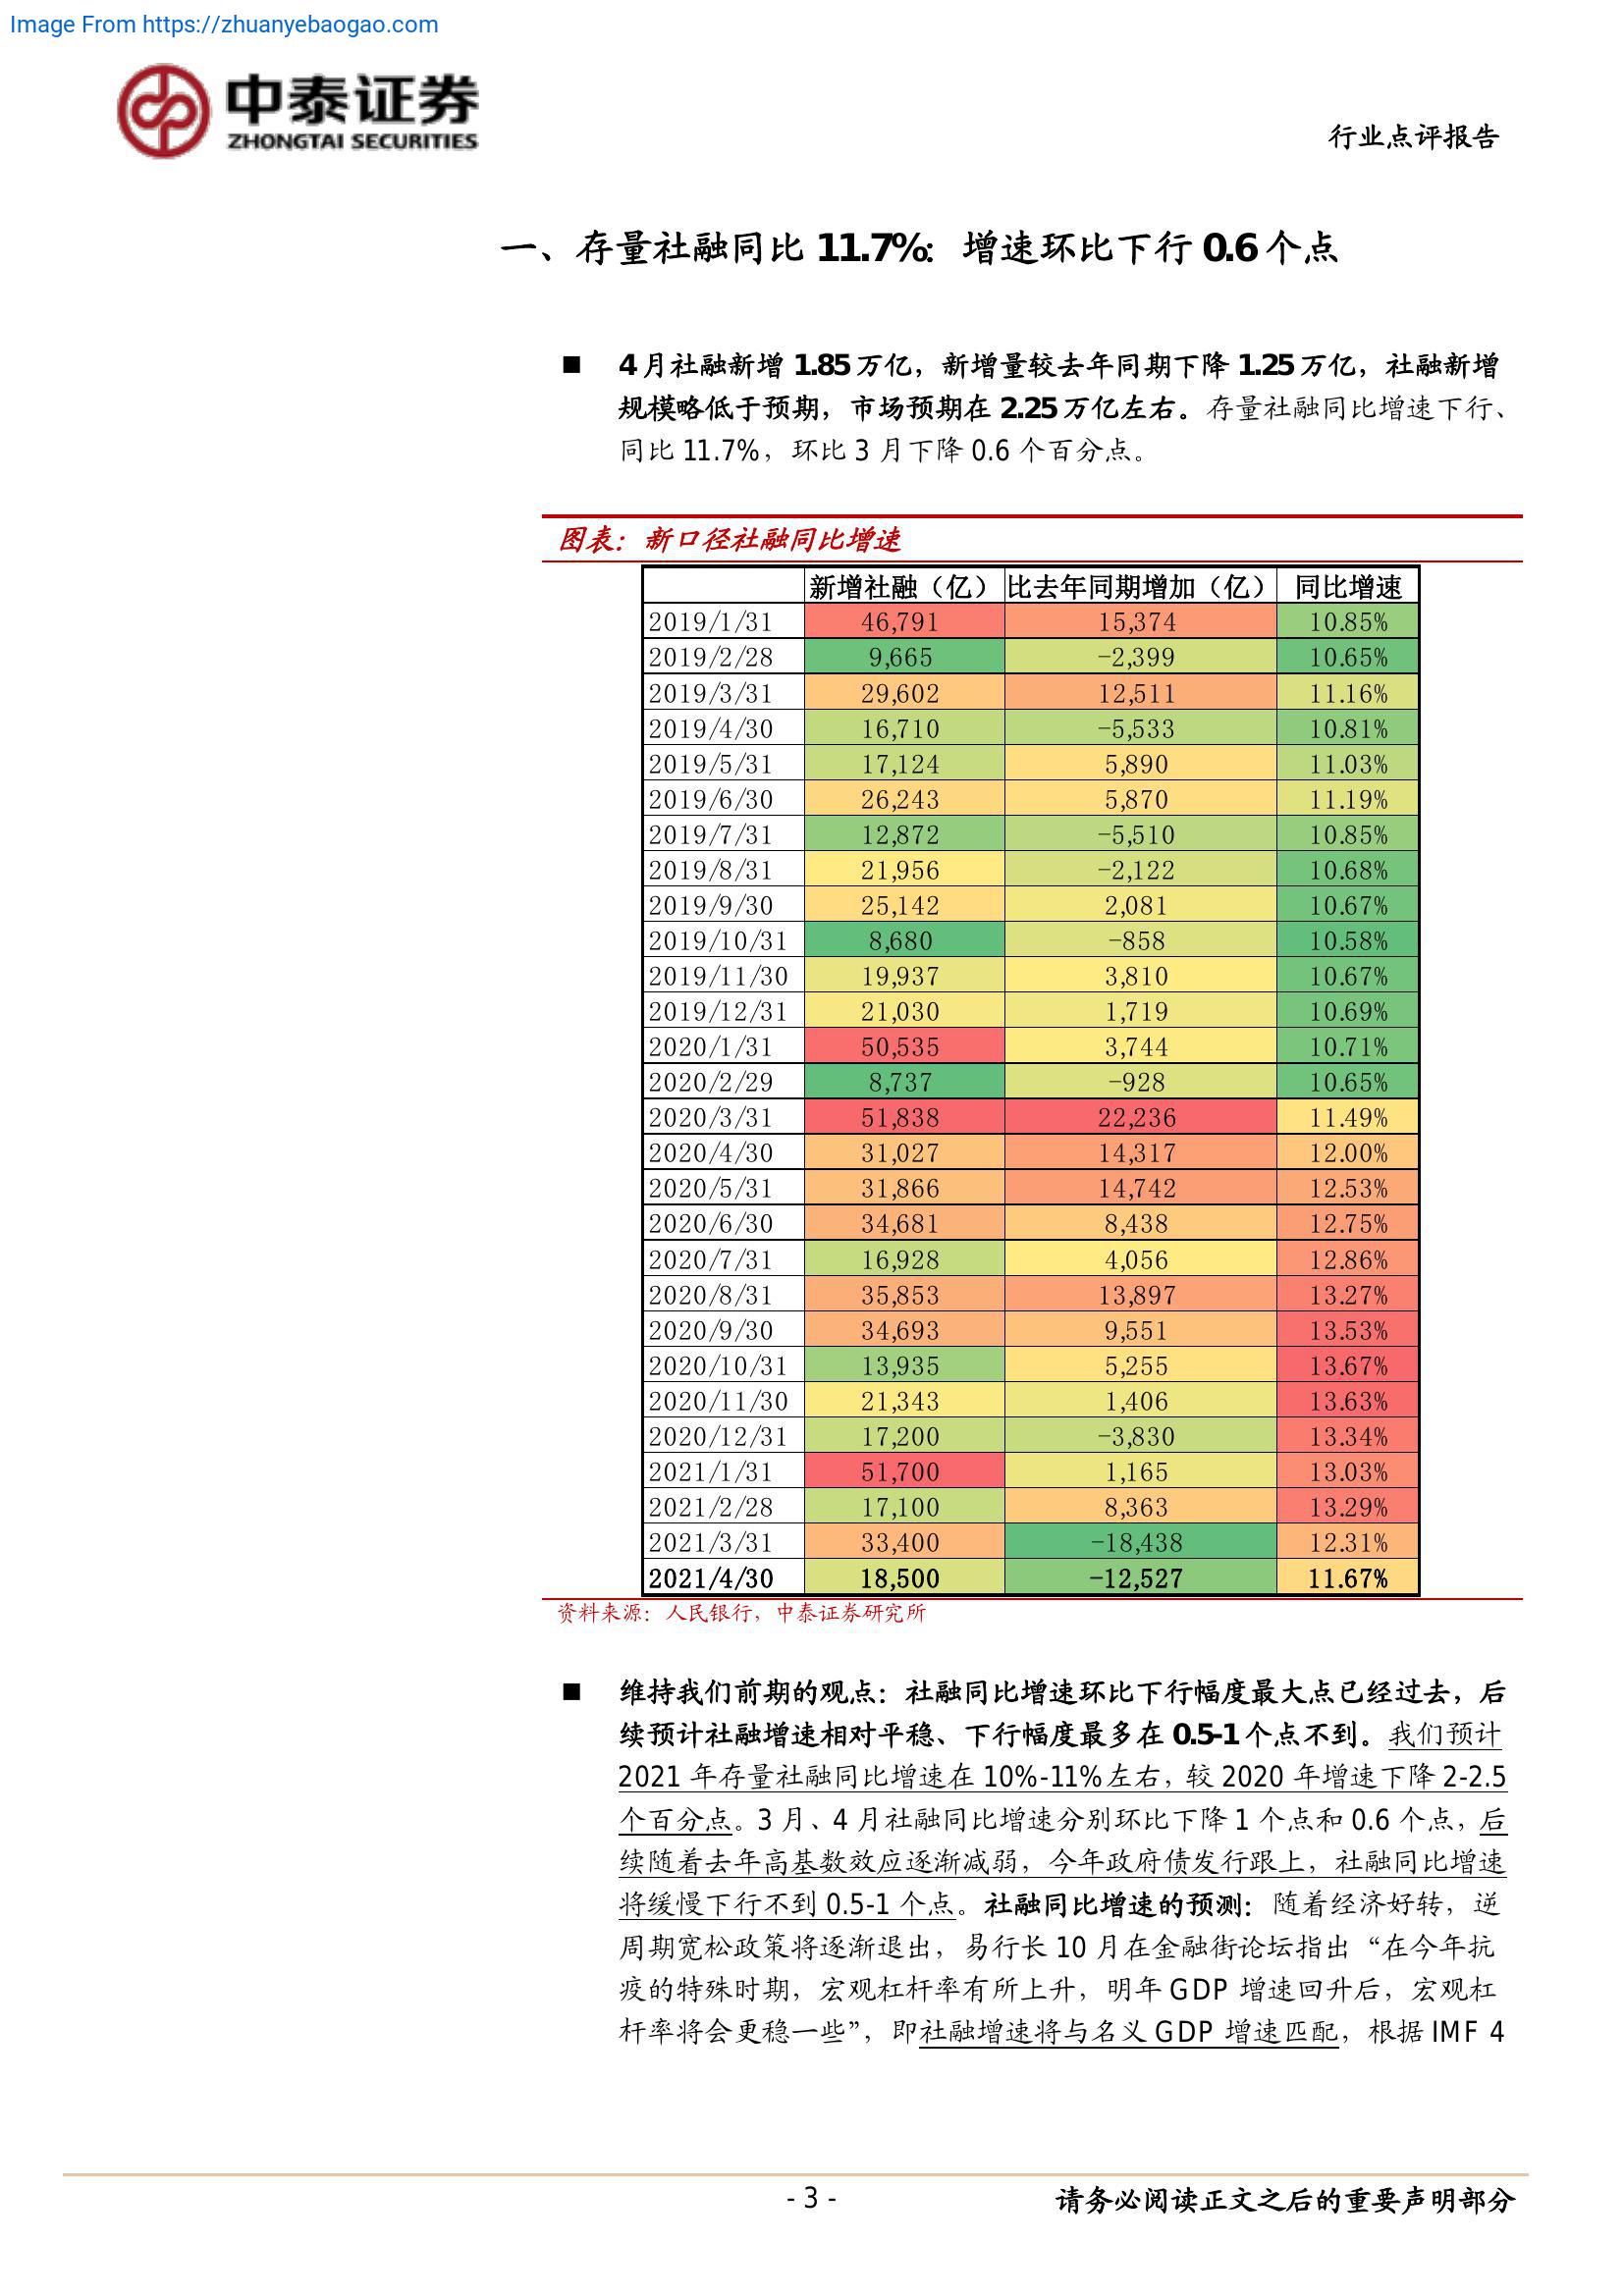 Image From https://zhuanyebaogao.com
中泰证券
ZHONGTAI SECURITIES
行业点评报告
一、存量社融同比 11.7%：增速环比下行 0.6 个点
■ 4 月社融新增 1.85 万亿，新增量较去年同期下降 1.25 万亿，社融新增
规模略低于预期，市场预期在 2.25 万亿左右。存量社融同比增速下行、
同比 11.7%，环比 3 月下降 0.6 个百分点。
图表：新口径社融同比增速
新增社融（亿） 比去年同期增加（亿） 同比增速
2019/1/31 46,791 15,374 10.85%
2019/2/28 9,665 -2,399 10.65%
2019/3/31 29,602 12,511 11.16%
2019/4/30 16,710 -5,533 10.81%
2019/5/31 17,124 5,890 11.03%
2019/6/30 26,243 5,870 11.19%
2019/7/31 12,872 -5,510 10.85%
2019/8/31 21,956 -2,122 10.68%
2019/9/30 25,142 2,081 10.67%
2019/10/31 8,680 -858 10.58%
2019/11/30 19,937 3,810 10.67%
2019/12/31 21,030 1,719 10.69%
2020/1/31 50,535 3,744 10.71%
2020/2/29 8,737 -928 10.65%
2020/3/31 51,838 22,236 11.49%
2020/4/30 31,027 14,317 12.00%
2020/5/31 31,866 14,742 12.53%
2020/6/30 34,681 8,438 12.75%
2020/7/31 16,928 4,056 12.86%
2020/8/31 35,853 13,897 13.27%
2020/9/30 34,693 9,551 13.53%
2020/10/31 13,935 5,255 13.67%
2020/11/30 21,343 1,406 13.63%
2020/12/31 17,200 -3,830 13.34%
2021/1/31 51,700 1,165 13.03%
2021/2/28 17,100 8,363 13.29%
2021/3/31 33,400 -18,438 12.31%
2021/4/30 18,500 -12,527 11.67%
资料来源：人民银行，中泰证券研究所
■ 维持我们前期的观点：社融同比增速环比下行幅度最大点已经过去，后
续预计社融增速相对平稳、下行幅度最多在 0.5-1 个点不到。我们预计
2021 年存量社融同比增速在 10%-11%左右，较 2020 年增速下降 2-2.5
个百分点。3 月、4 月社融同比增速分别环比下降 1 个点和 0.6 个点，后
续随着去年高基数效应逐渐减弱，今年政府债发行跟上，社融同比增速
将缓慢下行不到 0.5-1 个点。社融同比增速的预测：随着经济好转，逆
周期宽松政策将逐渐退出，易行长 10 月在金融街论坛指出“在今年抗
疫的特殊时期，宏观杠杆率有所上升，明年 GDP 增速回升后，宏观杠
杆率将会更稳一些”，即社融增速将与名义 GDP 增速匹配，根据 IMF 4
- 3 -
请务必阅读正文之后的重要声明部分